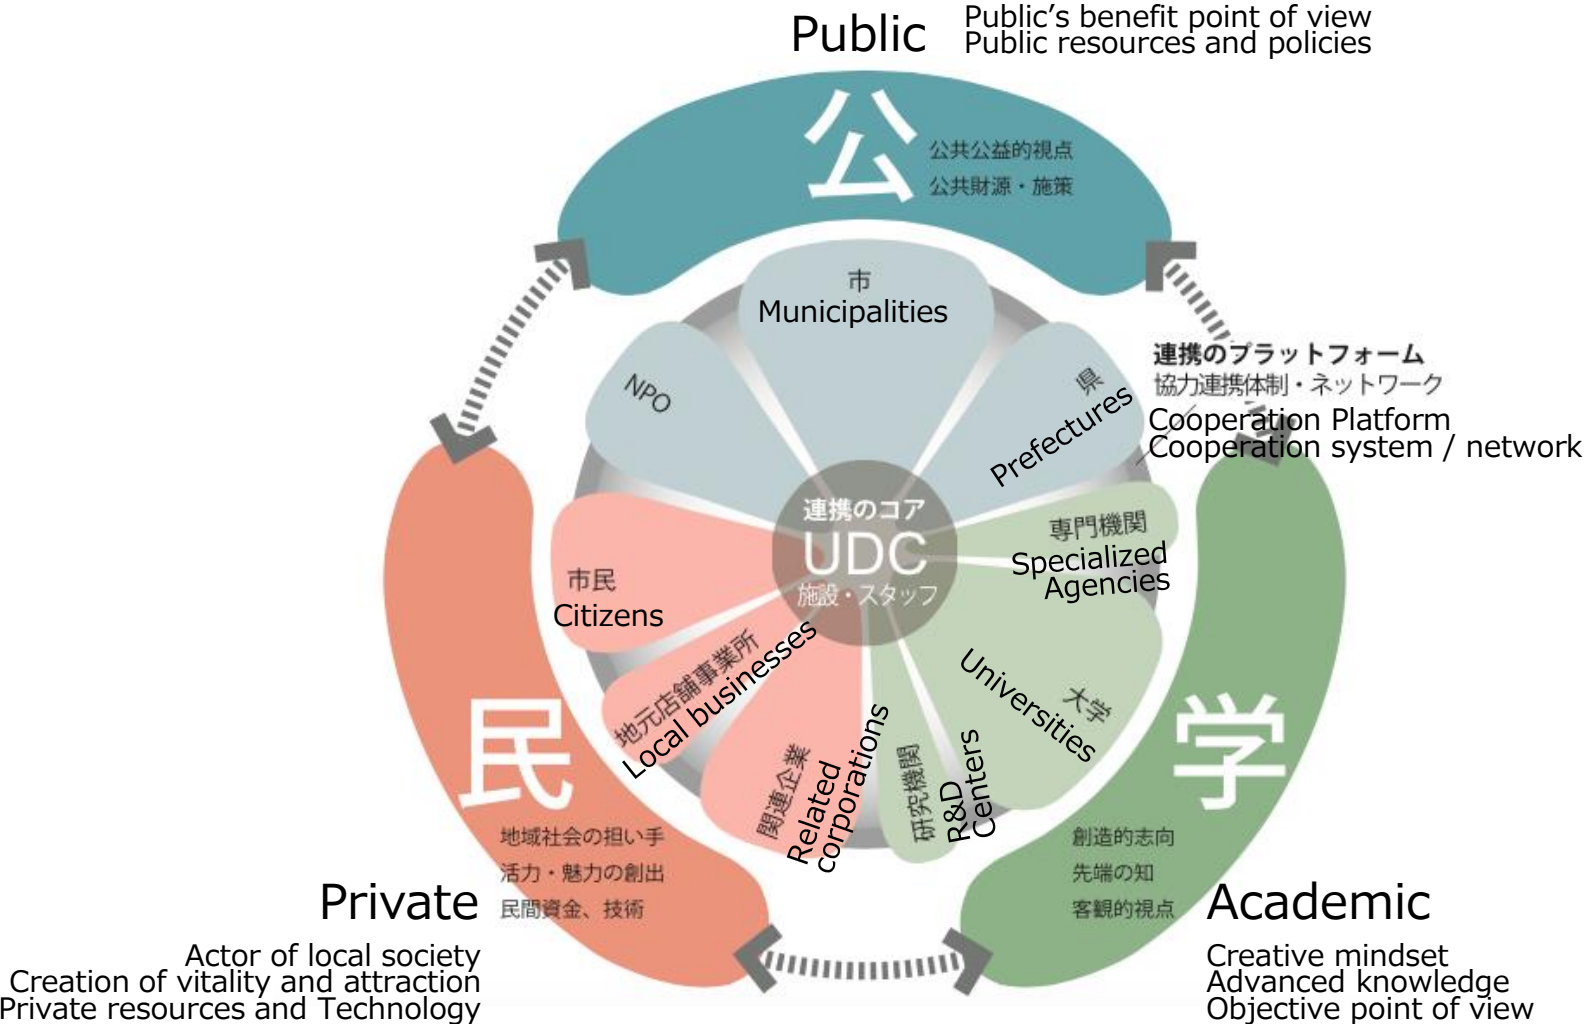 Public
Public's benefit point of view
Public resources and policies
公
公共公益的視点
公共財源・施策
市
Municipalities
NPO
県
Prefectures
連携のプラットフォーム
協力連携体制・ネットワーク
Cooperation Platform
Cooperation system / network
連携のコア
UDC
施設・スタッフ
専門機関
Specialized
Agencies
市民
Citizens
地元店舗事業所
Local businesses
関連企業
Related
corporations
研究機関
R&D
Centers
大学
Universities
民
地域社会の担い手
活力・魅力の創出
民間資金、技術
Private
Actor of local society
Creation of vitality and attraction
Private resources and Technology
学
創造的志向
先端の知
客観的視点
Academic
Creative mindset
Advanced knowledge
Objective point of view